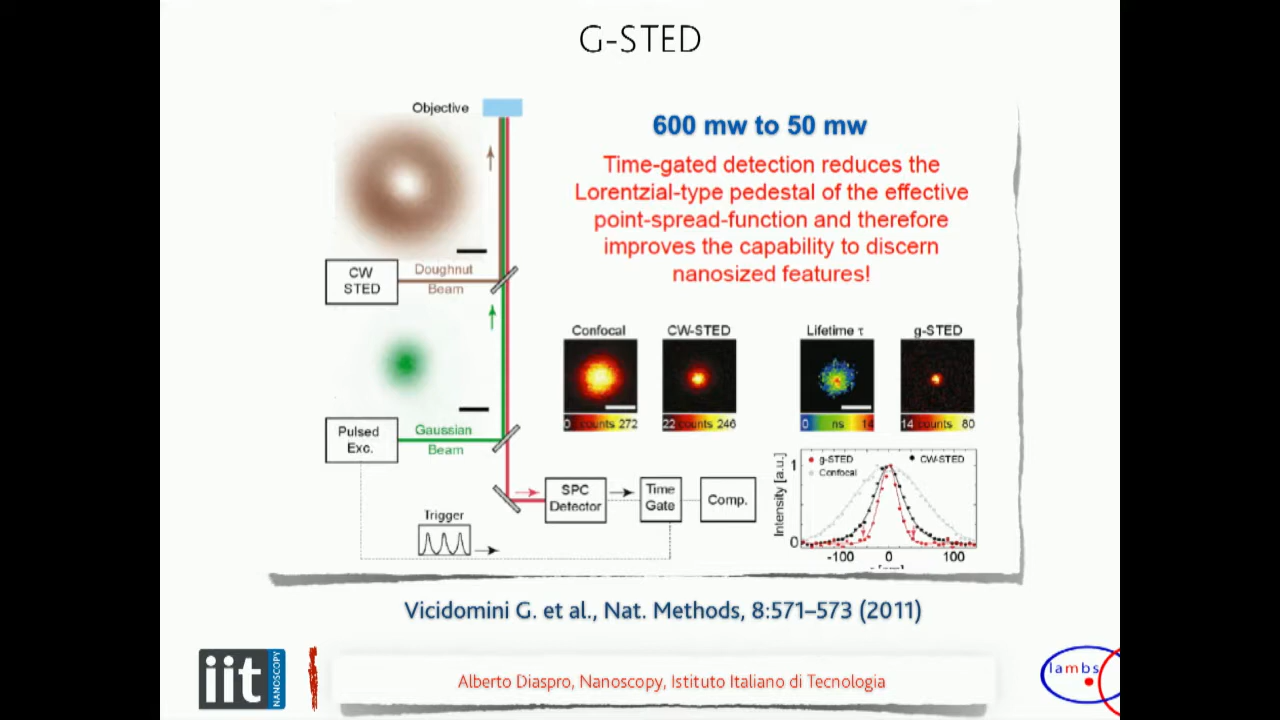 G-STED
Objective
600 mw to 50 mw
Time-gated detection reduces the
Lorentzial-type pedestal of the effective
point-spread-function and therefore
improves the capability to discern
nanosized features!
CW
STED
Doughnut
Beam
Pulsed
Exc.
Gaussian
Beam
Trigger
SPC
Detector
Time
Gate
Comp.
Confocal
CW-STED
Lifetime τ
g-STED
0 counts 272
22 counts 246
0 ns 14
14 counts 80
g-STED
Confocal
CW-STED
Intensity [a.u.]
1
0
-100 0 100
Vicidomini G. et al., Nat. Methods, 8:571–573 (2011)
iit
NANOSCOPY
Alberto Diaspro, Nanoscopy, Istituto Italiano di Tecnologia
lambs